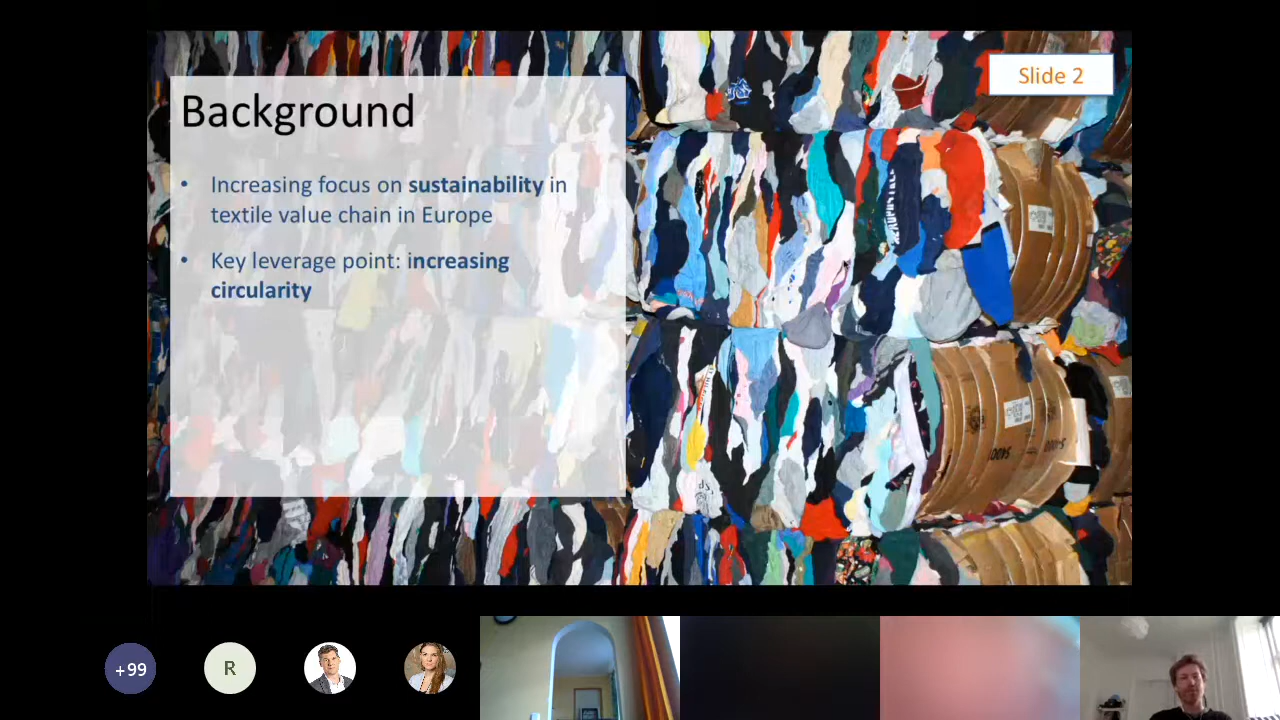 Slide 2
Background
• Increasing focus on sustainability in
textile value chain in Europe
• Key leverage point: increasing
circularity
+99
R